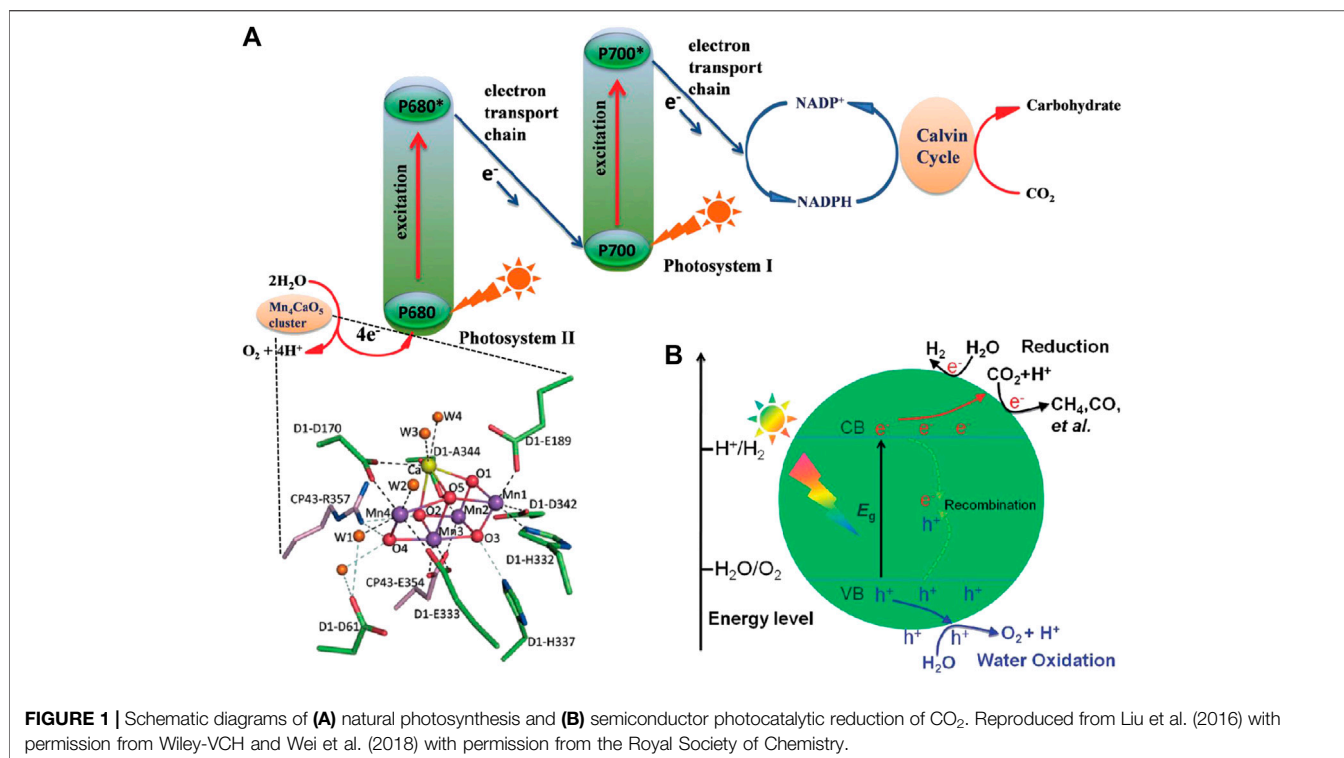 A
P680*
excitation
P680
electron
transport
chain
e⁻
P700*
excitation
P700
electron
transport
chain
e⁻
NADP⁺
NADPH
Calvin
Cycle
Carbohydrate
CO₂
Photosystem I
2H₂O
Mn₄CaO₅
cluster
O₂ + 4H⁺
4e⁻
Photosystem II
W4
W3
D1-D170
D1-A344
D1-E189
Ca
O1
W2
O5
Mn1
CP43-R357
Mn4
O2
Mn2
D1-D342
W1
Mn3
O3
O4
D1-H332
CP43-E354
D1-E333
D1-D61
D1-H337
B
H⁺/H₂
H₂O/O₂
Energy level
H₂
H₂O
Reduction
e⁻
CO₂+H⁺
e⁻
CH₄,CO,
et al.
CB
e⁻ e⁻ e⁻
E_g
e⁻
h⁺
Recombination
VB
h⁺ h⁺ h⁺
h⁺ h⁺
O₂ + H⁺
H₂O
Water Oxidation
FIGURE 1 | Schematic diagrams of (A) natural photosynthesis and (B) semiconductor photocatalytic reduction of CO₂. Reproduced from Liu et al. (2016) with
permission from Wiley-VCH and Wei et al. (2018) with permission from the Royal Society of Chemistry.